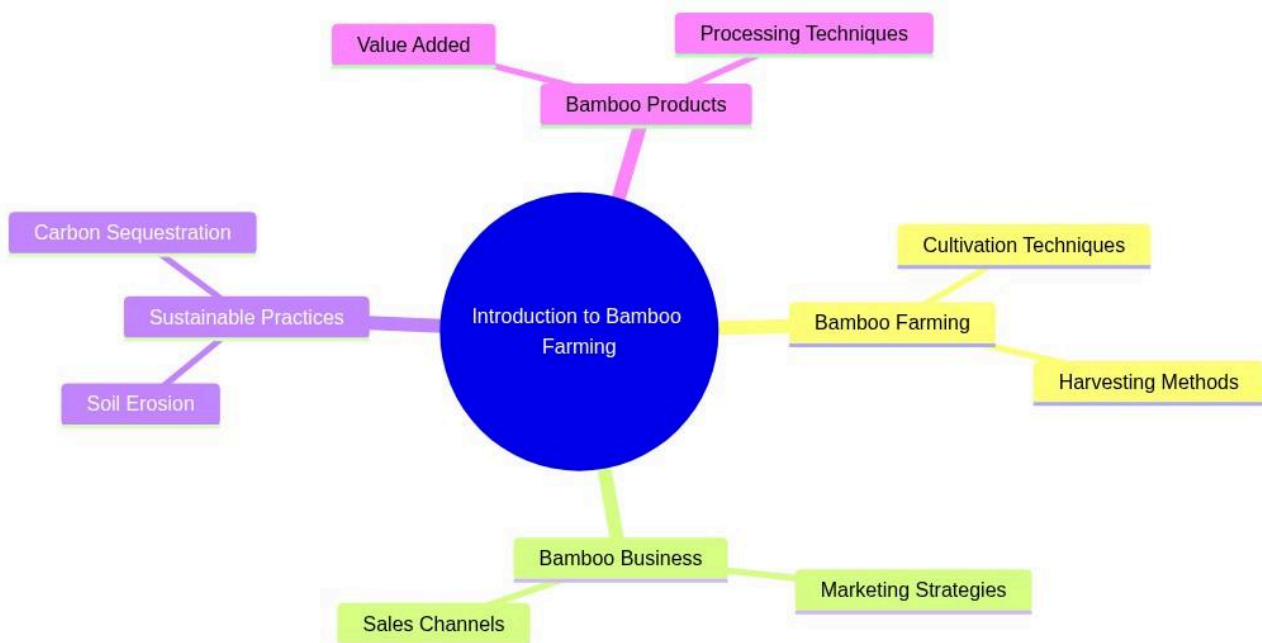 Value Added
Processing Techniques
Bamboo Products
Carbon Sequestration
Sustainable Practices
Soil Erosion
Introduction to Bamboo
Farming
Cultivation Techniques
Bamboo Farming
Harvesting Methods
Bamboo Business
Marketing Strategies
Sales Channels